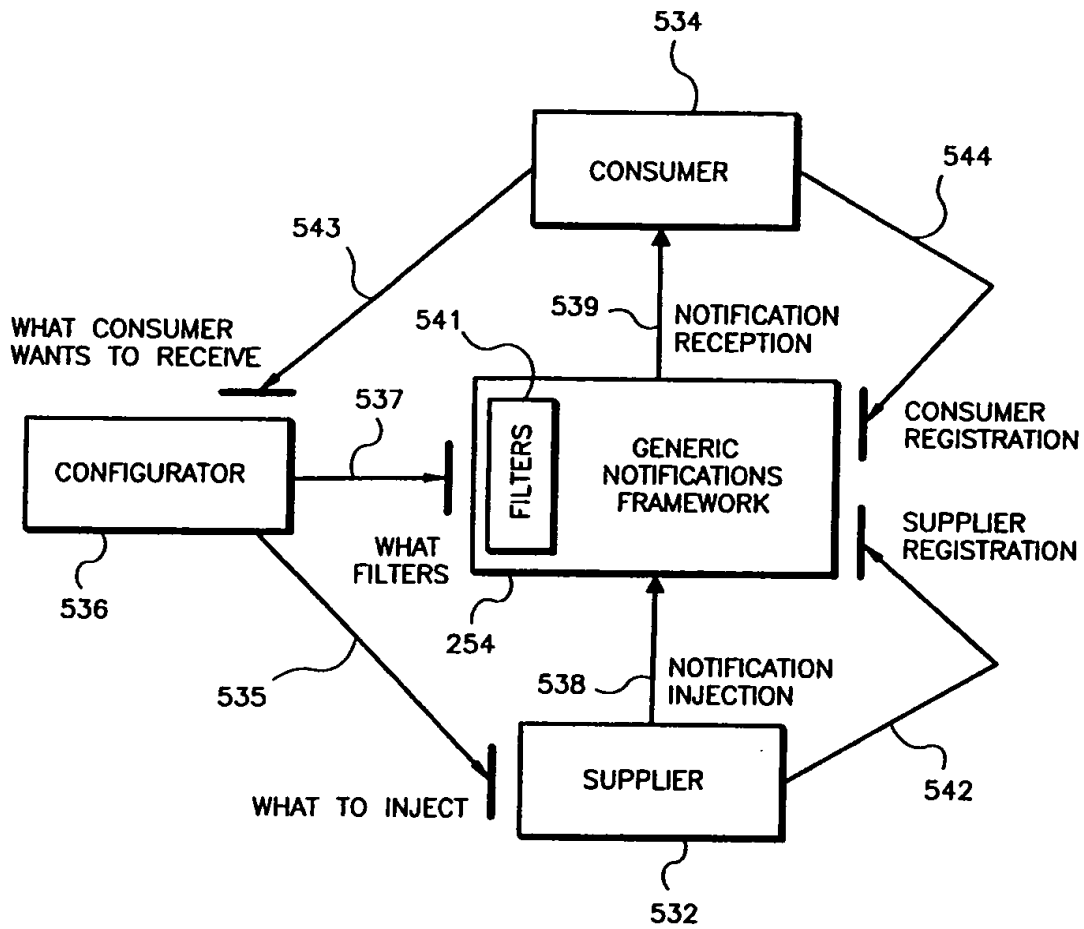 534
CONSUMER
544
543
WHAT CONSUMER
WANTS TO RECEIVE
541
539
NOTIFICATION
RECEPTION
537
CONFIGURATOR
FILTERS
GENERIC
NOTIFICATIONS
FRAMEWORK
CONSUMER
REGISTRATION
SUPPLIER
REGISTRATION
WHAT
FILTERS
536
254
535
538
NOTIFICATION
INJECTION
WHAT TO INJECT
SUPPLIER
542
532